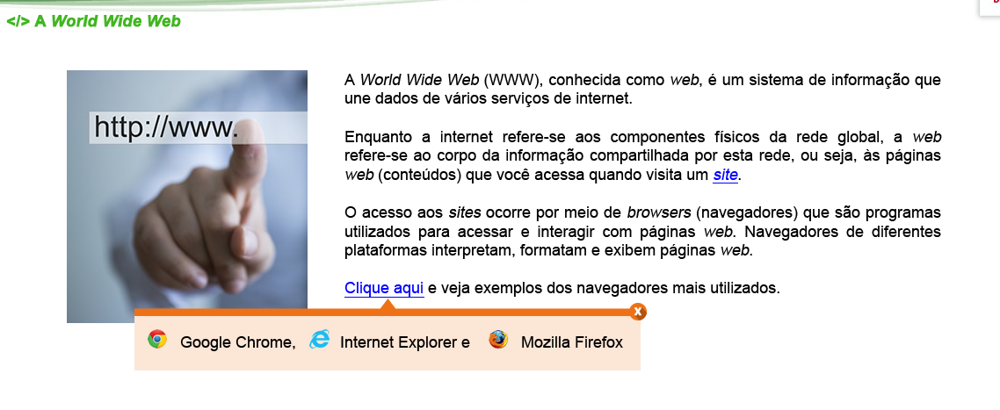 </> A World Wide Web
http://www.
A World Wide Web (WWW), conhecida como web, é um sistema de informação que
une dados de vários serviços de internet.
Enquanto a internet refere-se aos componentes físicos da rede global, a web
refere-se ao corpo da informação compartilhada por esta rede, ou seja, às páginas
web (conteúdos) que você acessa quando visita um site.
O acesso aos sites ocorre por meio de browsers (navegadores) que são programas
utilizados para acessar e interagir com páginas web. Navegadores de diferentes
plataformas interpretam, formatam e exibem páginas web.
Clique aqui e veja exemplos dos navegadores mais utilizados.
x
Google Chrome, Internet Explorer e Mozilla Firefox